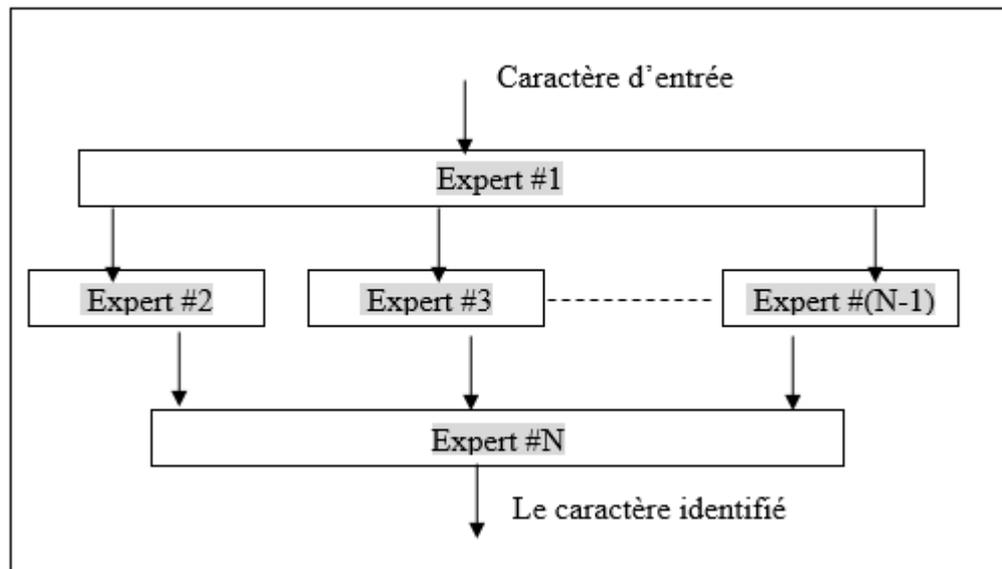 Caractère d'entrée
Expert #1
Expert #2
Expert #3
Expert #(N-1)
Expert #N
Le caractère identifié